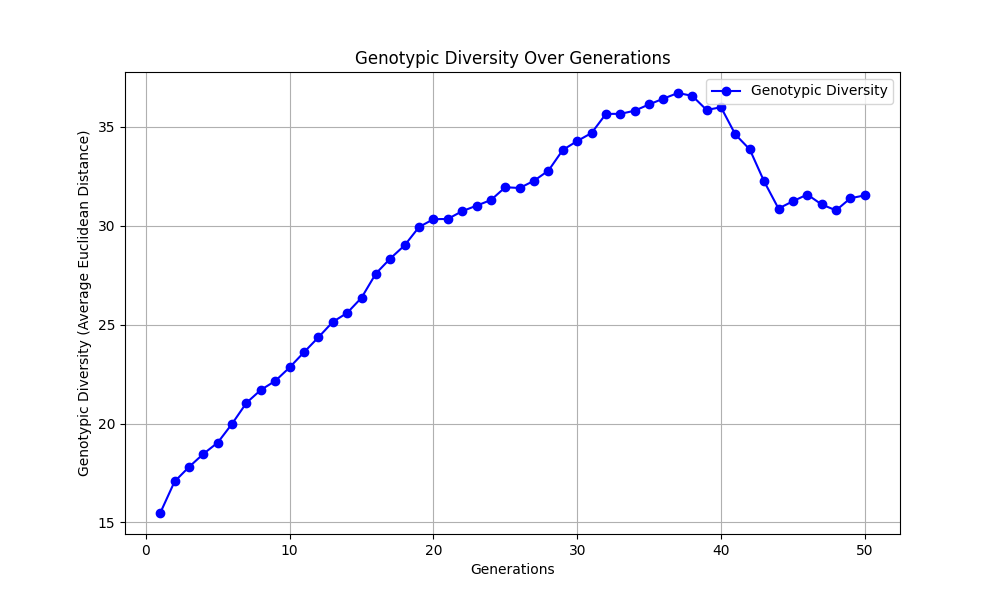 Genotypic Diversity Over Generations
Genotypic Diversity
Genotypic Diversity (Average Euclidean Distance)
35
30
25
20
15
0 10 20 30 40 50
Generations